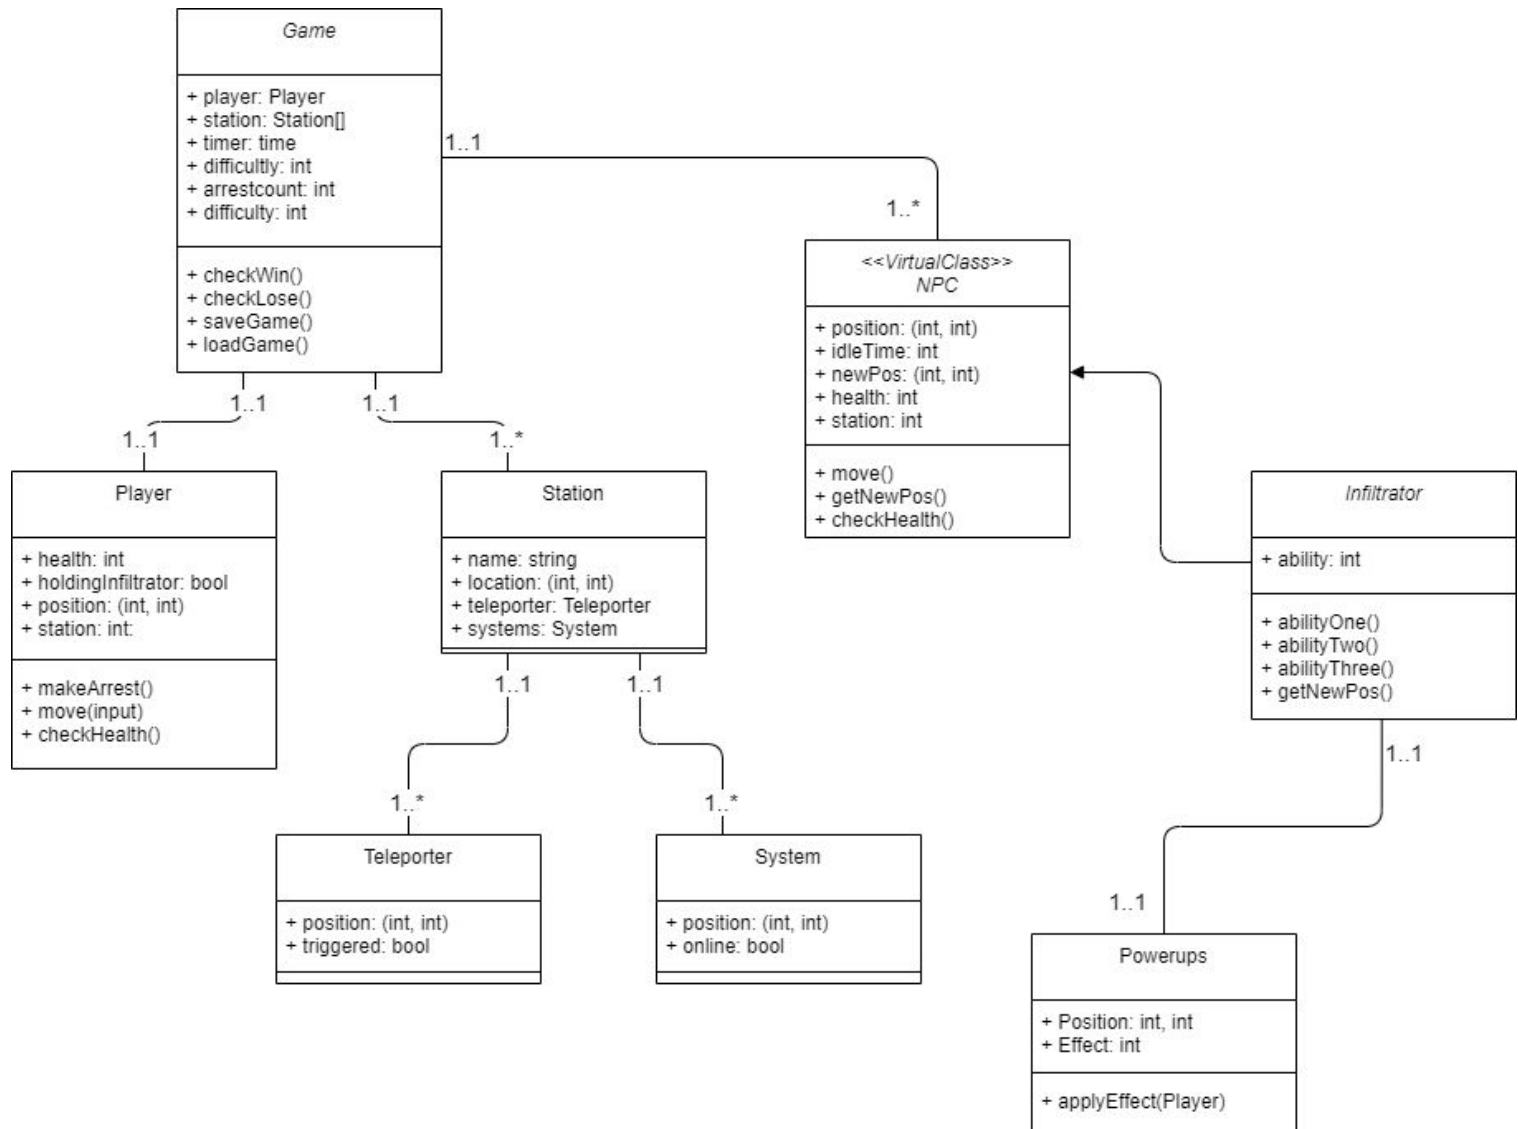 Game
+ player: Player
+ station: Station[]
+ timer: time
+ difficultly: int
+ arrestcount: int
+ difficulty: int
+ checkWin()
+ checkLose()
+ saveGame()
+ loadGame()
1..1
1..*
<<VirtualClass>>
NPC
+ position: (int, int)
+ idleTime: int
+ newPos: (int, int)
+ health: int
+ station: int
+ move()
+ getNewPos()
+ checkHealth()
1..1
1..1
1..1
1..*
Player
+ health: int
+ holdingInfiltrator: bool
+ position: (int, int)
+ station: int:
+ makeArrest()
+ move(input)
+ checkHealth()
Station
+ name: string
+ location: (int, int)
+ teleporter: Teleporter
+ systems: System
Infiltrator
+ ability: int
+ abilityOne()
+ abilityTwo()
+ abilityThree()
+ getNewPos()
1..1
1..1
1..*
1..*
Teleporter
+ position: (int, int)
+ triggered: bool
System
+ position: (int, int)
+ online: bool
1..1
1..1
Powerups
+ Position: int, int
+ Effect: int
+ applyEffect(Player)